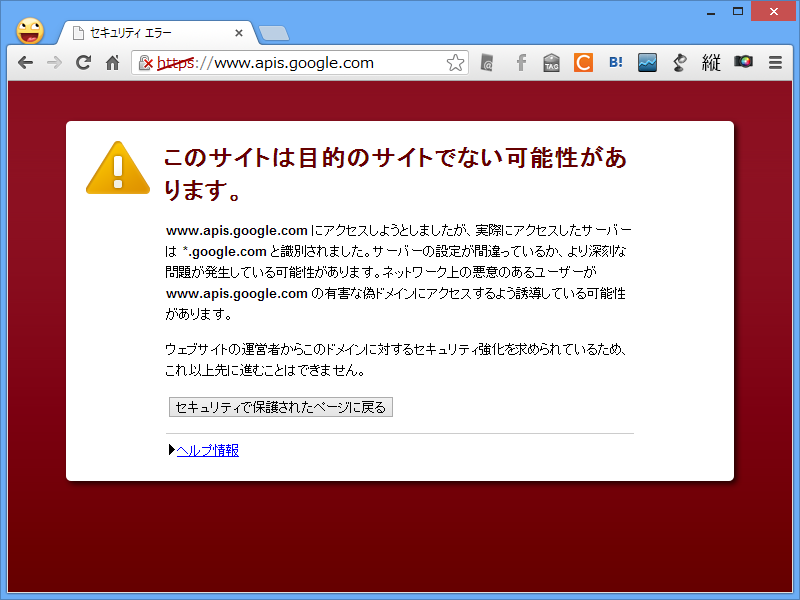 セキュリティ エラー
https://www.apis.google.com
TAG
C
B!
縦
このサイトは目的のサイトでない可能性があ
ります。
www.apis.google.com にアクセスしようとしましたが、実際にアクセスしたサーバー
は *.google.com と識別されました。サーバーの設定が間違っているか、より深刻な
問題が発生している可能性があります。ネットワーク上の悪意のあるユーザーが
www.apis.google.com の有害な偽ドメインにアクセスするよう誘導している可能性
があります。
ウェブサイトの運営者からこのドメインに対するセキュリティ強化を求められているため、
これ以上先に進むことはできません。
セキュリティで保護されたページに戻る
ヘルプ情報